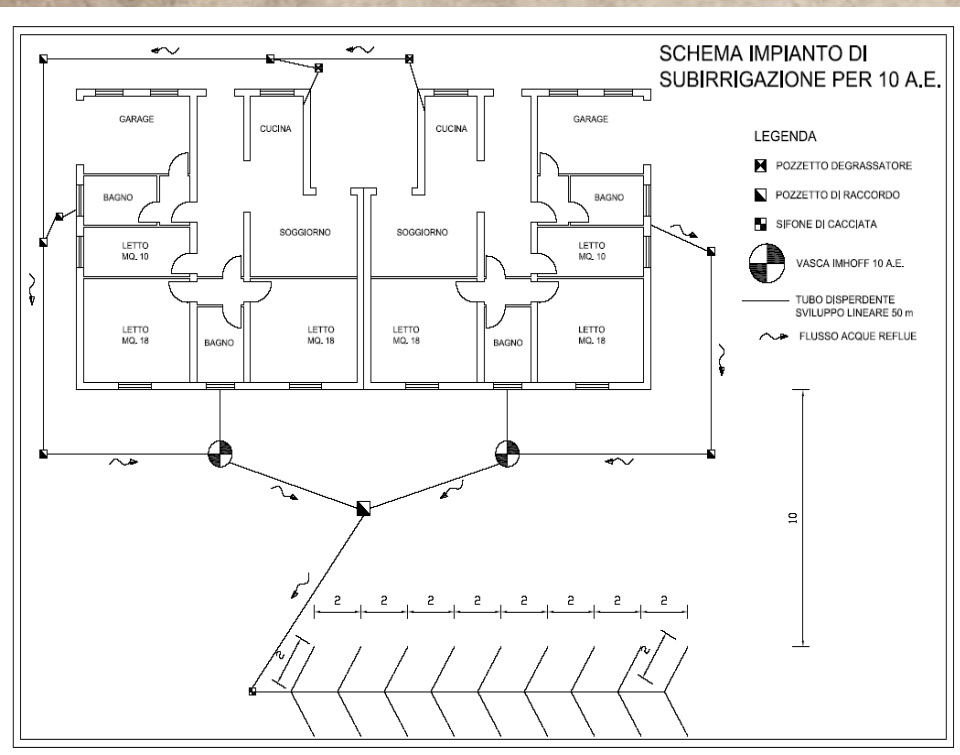 SCHEMA IMPIANTO DI
SUBIRRIGAZIONE PER 10 A.E.
LEGENDA
POZZETTO DEGRASSATORE
POZZETTO DI RACCORDO
SIFONE DI CACCIATA
VASCA IMHOFF 10 A.E.
TUBO DISPERDENTE
SVILUPPO LINEARE 50 m
FLUSSO ACQUE REFLUE
GARAGE
CUCINA
CUCINA
GARAGE
BAGNO
BAGNO
SOGGIORNO
SOGGIORNO
LETTO
MQ. 10
LETTO
MQ. 10
LETTO
MQ. 18
BAGNO
LETTO
MQ. 18
LETTO
MQ. 18
BAGNO
LETTO
MQ. 18
10
2 2 2 2 2 2 2 2
2
2